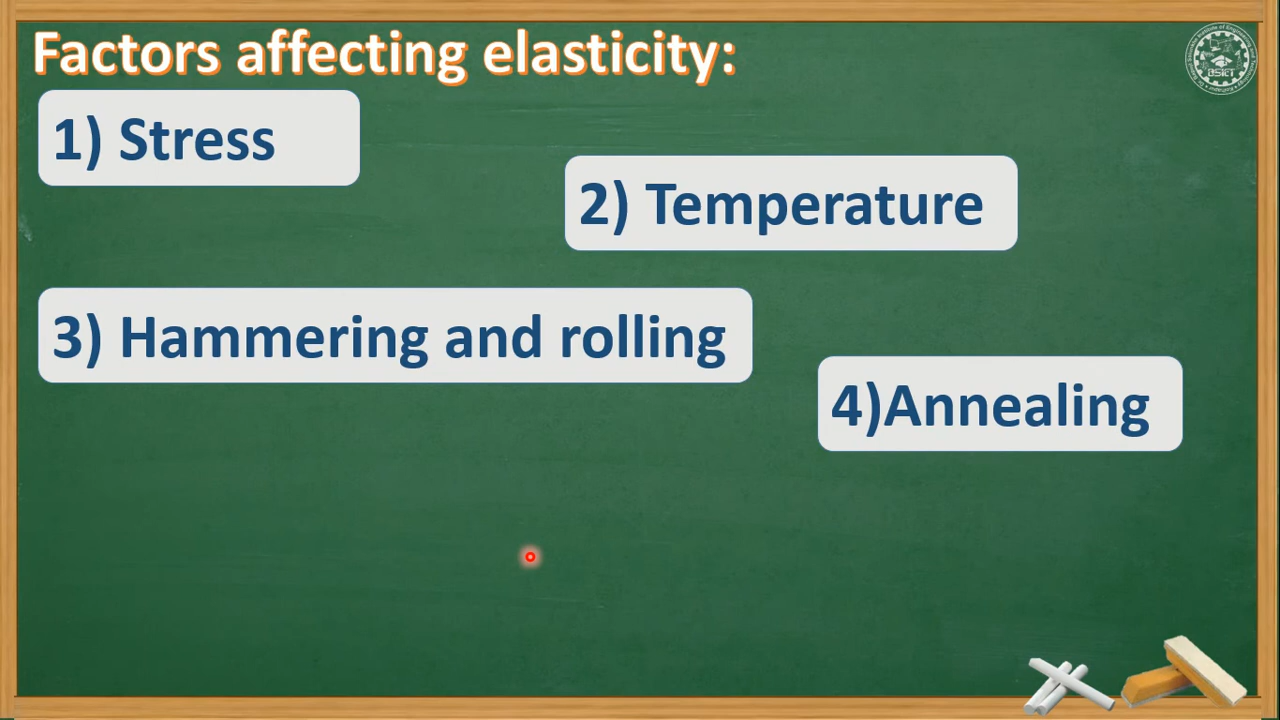 Factors affecting elasticity:
1) Stress
2) Temperature
3) Hammering and rolling
4)Annealing